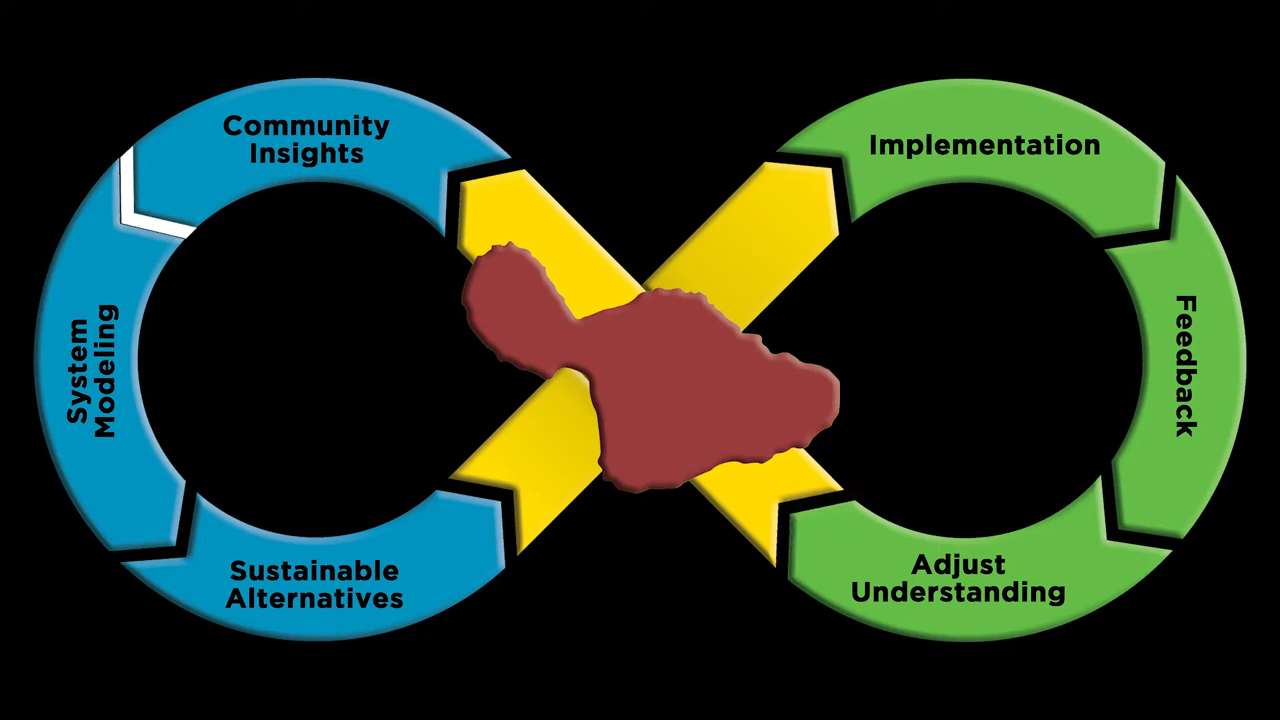 Community
Insights
System
Modeling
Sustainable
Alternatives
Implementation
Feedback
Adjust
Understanding